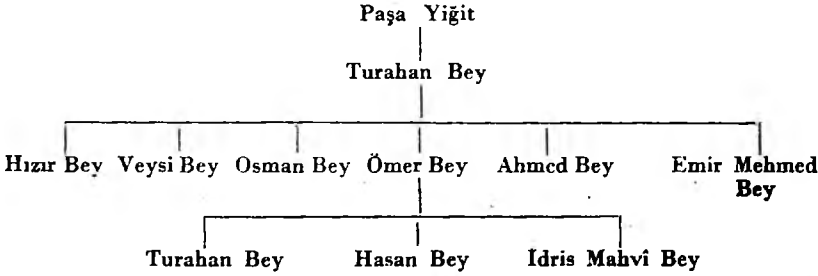 Paşa Yiğit
Turahan Bey
Hızır Bey Veysi Bey Osman Bey Ömer Bey Ahmed Bey Emir Mehmed
Bey
Turahan Bey Hasan Bey İdris Mahvî Bey